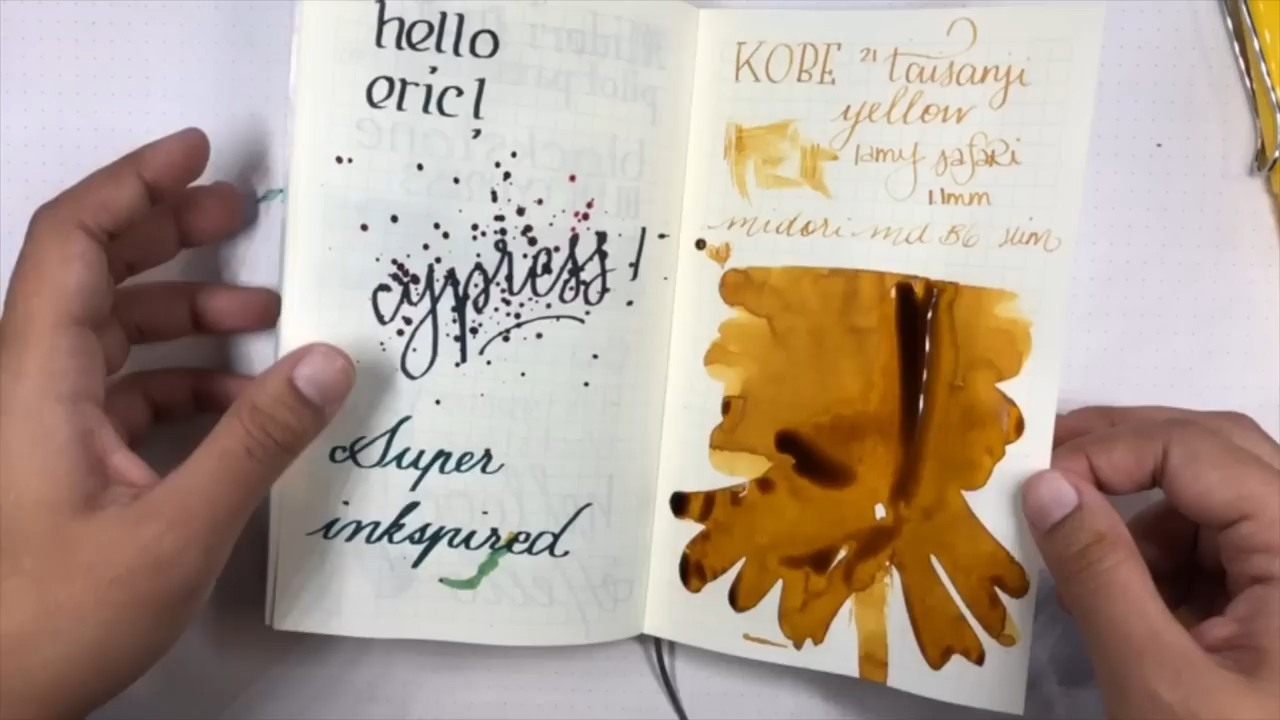 hello
eric!
cypress!
Super
inkspired
KOBE 21 taisanji
yellow
lamy safari
1.1mm
midori md B6 slim